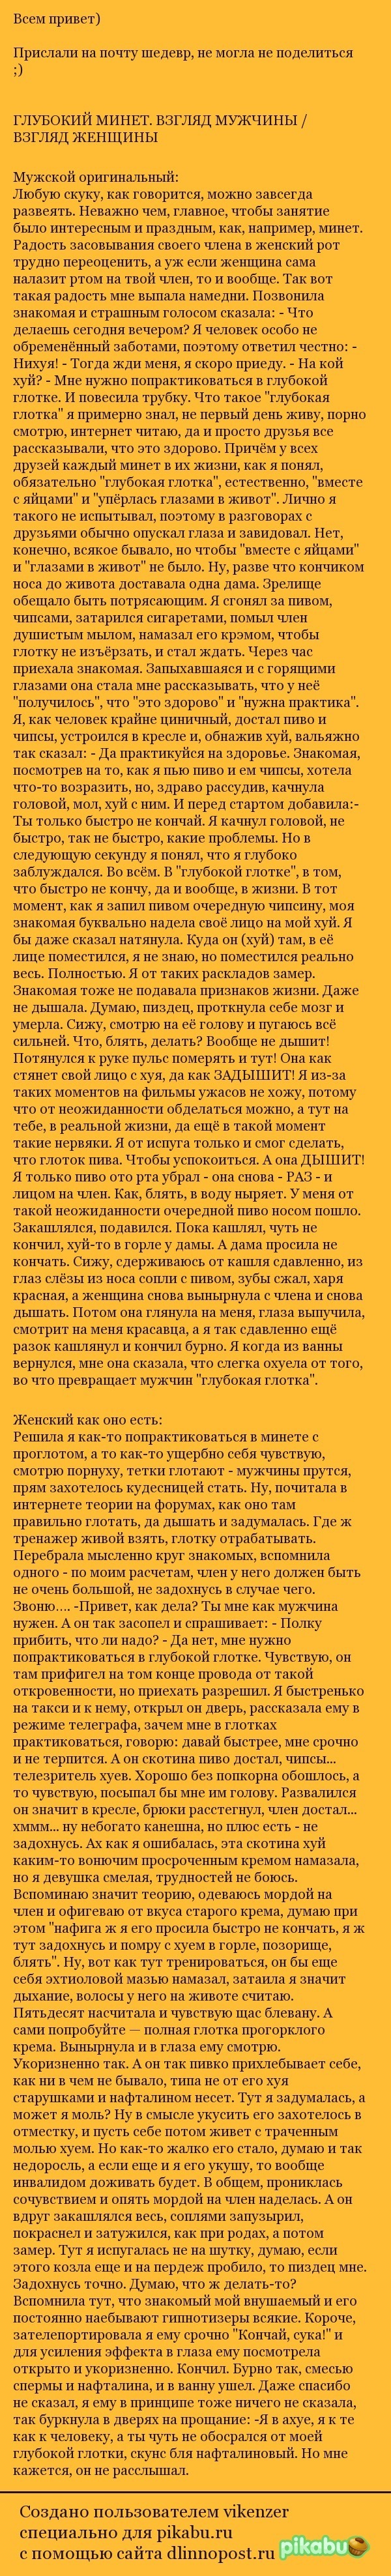 Всем привет)
Прислали на почту шедевр, не могла не поделиться
;)
ГЛУБОКИЙ МИНЕТ. ВЗГЛЯД МУЖЧИНЫ /
ВЗГЛЯД ЖЕНЩИНЫ
Мужской оригинальный:
Любую скуку, как говорится, можно завсегда
развеять. Неважно чем, главное, чтобы занятие
было интересным и праздным, как, например, минет.
Радость засовывания своего члена в женский рот
трудно переоценить, а уж если женщина сама
налазит ртом на твой член, то и вообще. Так вот
такая радость мне выпала намедни. Позвонила
знакомая и страшным голосом сказала: - Что
делаешь сегодня вечером? Я человек особо не
обременённый заботами, поэтому ответил честно: -
Нихуя! - Тогда жди меня, я скоро приеду. - На кой
хуй? - Мне нужно попрактиковаться в глубокой
глотке. И повесила трубку. Что такое "глубокая
глотка" я примерно знал, не первый день живу, порно
смотрю, интернет читаю, да и просто друзья все
рассказывали, что это здорово. Причём у всех
друзей каждый минет в их жизни, как я понял,
обязательно "глубокая глотка", естественно, "вместе
с яйцами" и "упёрлась глазами в живот". Лично я
такого не испытывал, поэтому в разговорах с
друзьями обычно опускал глаза и завидовал. Нет,
конечно, всякое бывало, но чтобы "вместе с яйцами"
и "глазами в живот" не было. Ну, разве что кончиком
носа до живота доставала одна дама. Зрелище
обещало быть потрясающим. Я сгонял за пивом,
чипсами, затарился сигаретами, помыл член
душистым мылом, намазал его крэмом, чтобы
глотку не изъёрзать, и стал ждать. Через час
приехала знакомая. Запыхавшаяся и с горящими
глазами она стала мне рассказывать, что у неё
"получилось", что "это здорово" и "нужна практика".
Я, как человек крайне циничный, достал пиво и
чипсы, устроился в кресле и, обнажив хуй, вальяжно
так сказал: - Да практикуйся на здоровье. Знакомая,
посмотрев на то, как я пью пиво и ем чипсы, хотела
что-то возразить, но, здраво рассудив, качнула
головой, мол, хуй с ним. И перед стартом добавила:-
Ты только быстро не кончай. Я качнул головой, не
быстро, так не быстро, какие проблемы. Но в
следующую секунду я понял, что я глубоко
заблуждался. Во всём. В "глубокой глотке", в том,
что быстро не кончу, да и вообще, в жизни. В тот
момент, как я запил пивом очередную чипсину, моя
знакомая буквально надела своё лицо на мой хуй. Я
бы даже сказал натянула. Куда он (хуй) там, в её
лице поместился, я не знаю, но поместился реально
весь. Полностью. Я от таких раскладов замер.
Знакомая тоже не подавала признаков жизни. Даже
не дышала. Думаю, пиздец, проткнула себе мозг и
умерла. Сижу, смотрю на её голову и пугаюсь всё
сильней. Что, блять, делать? Вообще не дышит!
Потянулся к руке пульс померять и тут! Она как
стянет свой лицо с хуя, да как ЗАДЫШИТ! Я из-за
таких моментов на фильмы ужасов не хожу, потому
что от неожиданности обделаться можно, а тут на
тебе, в реальной жизни, да ещё в такой момент
такие нервяки. Я от испуга только и смог сделать,
что глоток пива. Чтобы успокоиться. А она ДЫШИТ!
Я только пиво ото рта убрал - она снова - РАЗ - и
лицом на член. Как, блять, в воду ныряет. У меня от
такой неожиданности очередной пиво носом пошло.
Закашлялся, подавился. Пока кашлял, чуть не
кончил, хуй-то в горле у дамы. А дама просила не
кончать. Сижу, сдерживаюсь от кашля сдавленно, из
глаз слёзы из носа сопли с пивом, зубы сжал, харя
красная, а женщина снова вынырнула с члена и снова
дышать. Потом она глянула на меня, глаза выпучила,
смотрит на меня красавца, а я так сдавленно ещё
разок кашлянул и кончил бурно. Я когда из ванны
вернулся, мне она сказала, что слегка охуела от того,
во что превращает мужчин "глубокая глотка".
Женский как оно есть:
Решила я как-то попрактиковаться в минете с
проглотом, а то как-то ущербно себя чувствую,
смотрю порнуху, тетки глотают - мужчины прутся,
прям захотелось кудесницей стать. Ну, почитала в
интернете теории на форумах, как оно там
правильно глотать, да дышать и задумалась. Где ж
тренажер живой взять, глотку отрабатывать.
Перебрала мысленно круг знакомых, вспомнила
одного - по моим расчетам, член у него должен быть
не очень большой, не задохнусь в случае чего.
Звоню.... -Привет, как дела? Ты мне как мужчина
нужен. А он так засопел и спрашивает: - Полку
прибить, что ли надо? - Да нет, мне нужно
попрактиковаться в глубокой глотке. Чувствую, он
там прифигел на том конце провода от такой
откровенности, но приехать разрешил. Я быстренько
на такси и к нему, открыл он дверь, рассказала ему в
режиме телеграфа, зачем мне в глотках
практиковаться, говорю: давай быстрее, мне срочно
и не терпится. А он скотина пиво достал, чипсы...
телезритель хуев. Хорошо без попкорна обошлось, а
то чувствую, посыпал бы мне им голову. Развалился
он значит в кресле, брюки расстегнул, член достал...
хммм... ну небогато канешна, но плюс есть - не
задохнусь. Ах как я ошибалась, эта скотина хуй
каким-то вонючим просроченным кремом намазала,
но я девушка смелая, трудностей не боюсь.
Вспоминаю значит теорию, одеваюсь мордой на
член и офигеваю от вкуса старого крема, думаю при
этом "нафига ж я его просила быстро не кончать, я ж
тут задохнусь и помру с хуем в горле, позорище,
блять". Ну, вот как тут тренироваться, он бы еще
себя эхтиоловой мазью намазал, затаила я значит
дыхание, волосы у него на животе считаю.
Пятьдесят насчитала и чувствую щас блевану. А
сами попробуйте — полная глотка прогорклого
крема. Вынырнула и в глаза ему смотрю.
Укоризненно так. А он так пивко прихлебывает себе,
как ни в чем не бывало, типа не от его хуя
старушками и нафталином несет. Тут я задумалась, а
может я моль? Ну в смысле укусить его захотелось в
отместку, и пусть себе потом живет с траченным
молью хуем. Но как-то жалко его стало, думаю и так
недоросль, а если еще и я его укушу, то вообще
инвалидом доживать будет. В общем, прониклась
сочувствием и опять мордой на член наделась. А он
вдруг закашлялся весь, соплями запузырил,
покраснел и затужился, как при родах, а потом
замер. Тут я испугалась не на шутку, думаю, если
этого козла еще и на пердеж пробило, то пиздец мне.
Задохнусь точно. Думаю, что ж делать-то?
Вспомнила тут, что знакомый мой внушаемый и его
постоянно наебывают гипнотизеры всякие. Короче,
зателепортировала я ему срочно "Кончай, сука!" и
для усиления эффекта в глаза ему посмотрела
открыто и укоризненно. Кончил. Бурно так, смесью
спермы и нафталина, и в ванну ушел. Даже спасибо
не сказал, я ему в принципе тоже ничего не сказала,
так буркнула в дверях на прощание: -Я в ахуе, я к те
как к человеку, а ты чуть не обосрался от моей
глубокой глотки, скунс бля нафталиновый. Но мне
кажется, он не расслышал.
Создано пользователем vikenzer
специально для pikabu.ru
с помощью сайта dlinnopost.ru pikabu